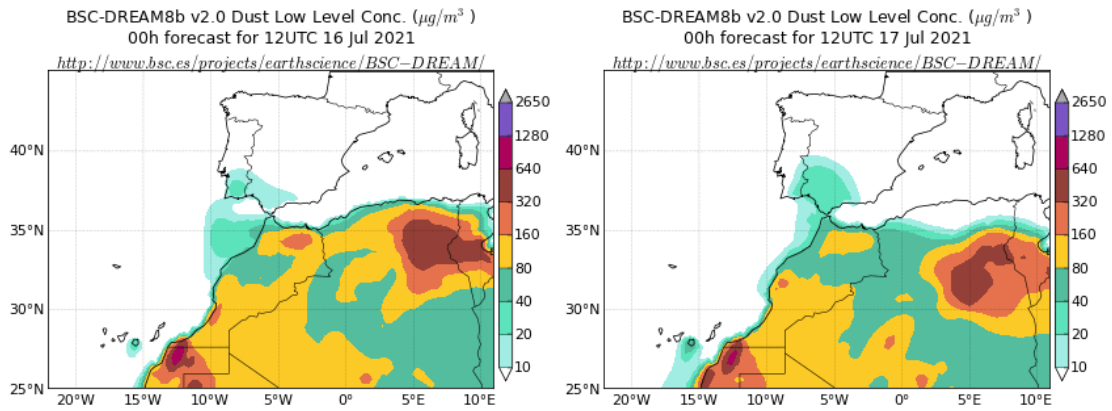 BSC-DREAM8b v2.0 Dust Low Level Conc. (μg/m³ )
00h forecast for 12UTC 16 Jul 2021
http://www.bsc.es/projects/earthscience/BSC−DREAM/
40°N
35°N
30°N
25°N
20°W 15°W 10°W 5°W 0°E 5°E 10°E
2650
1280
640
320
160
80
40
20
10
BSC-DREAM8b v2.0 Dust Low Level Conc. (μg/m³ )
00h forecast for 12UTC 17 Jul 2021
http://www.bsc.es/projects/earthscience/BSC−DREAM/
40°N
35°N
30°N
25°N
20°W 15°W 10°W 5°W 0°E 5°E 10°E
2650
1280
640
320
160
80
40
20
10